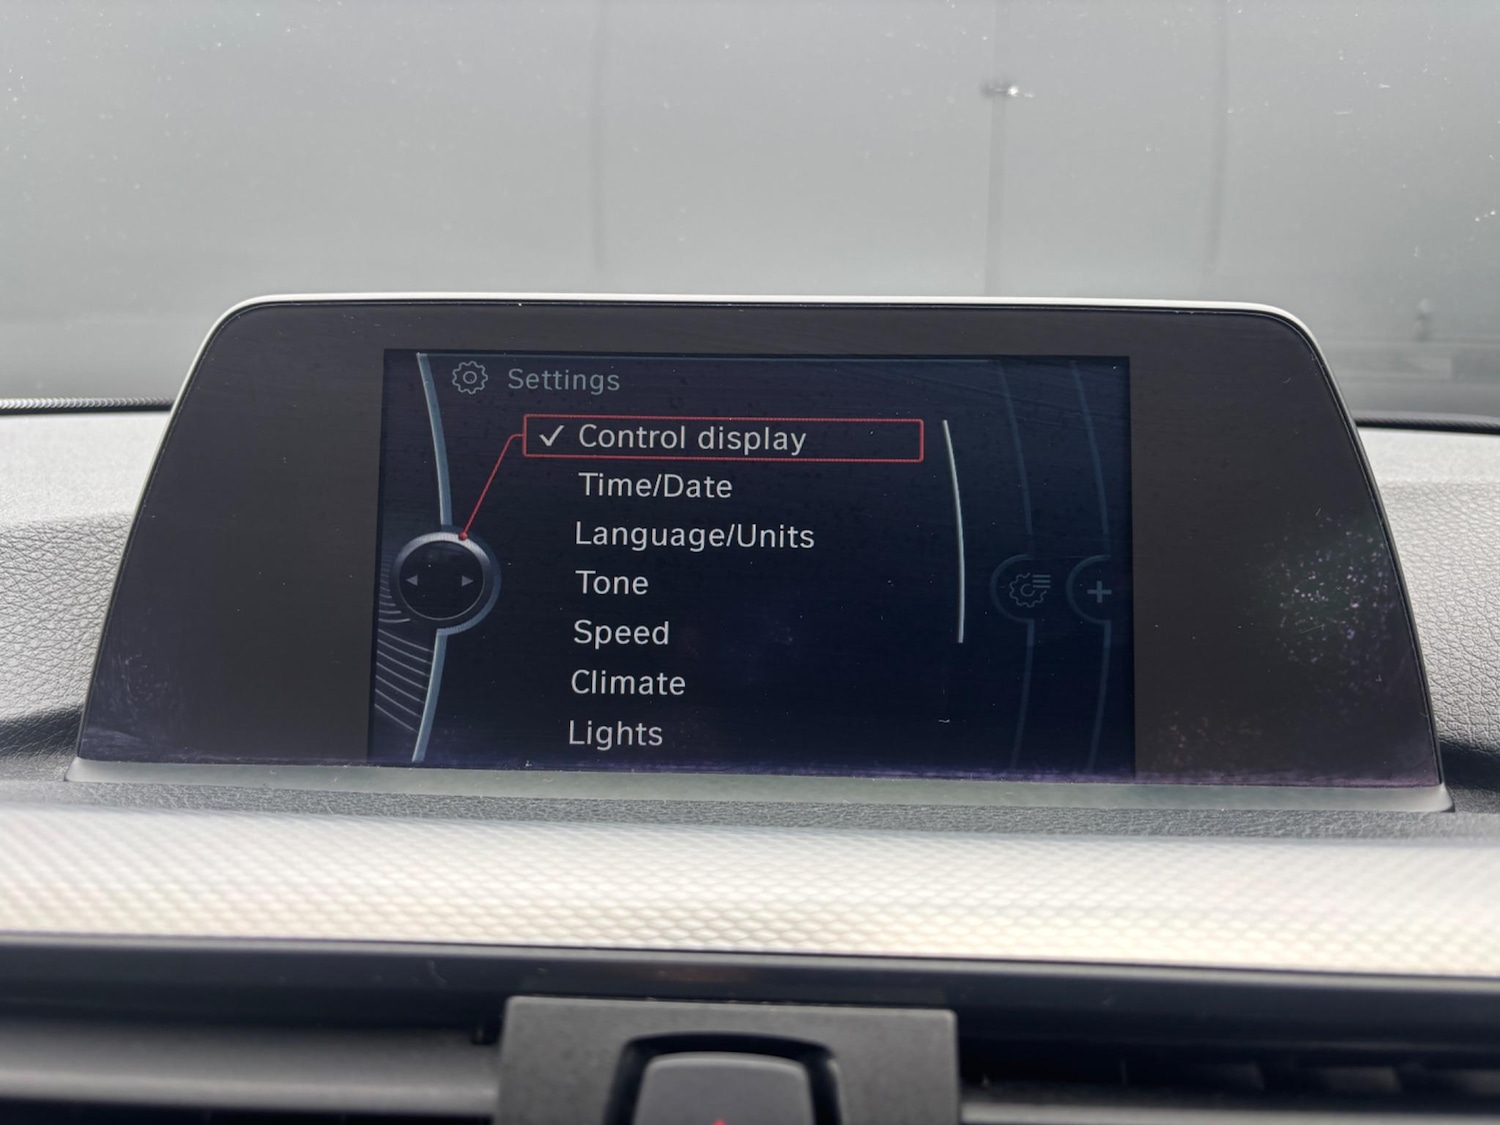 Settings
Control display
Time/Date
Language/Units
Tone
Speed
Climate
Lights